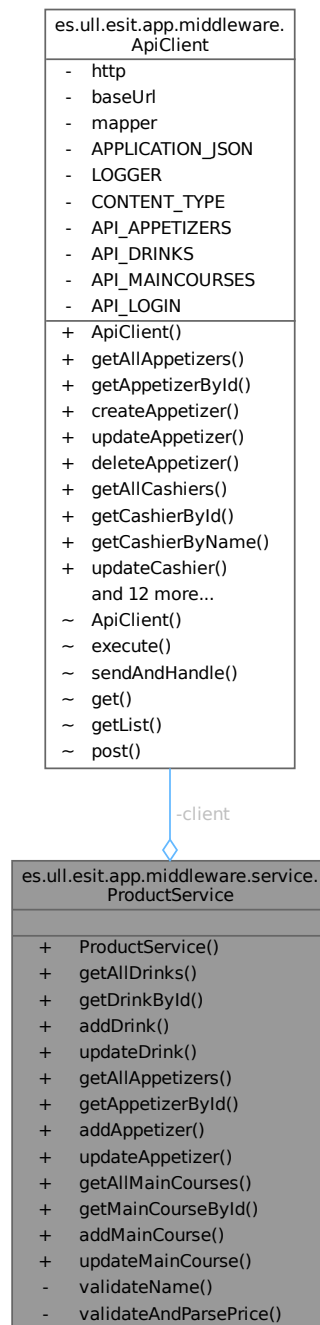 es.ull.esit.app.middleware.
ApiClient
- http
- baseUrl
- mapper
- APPLICATION_JSON
- LOGGER
- CONTENT_TYPE
- API_APPETIZERS
- API_DRINKS
- API_MAINCOURSES
- API_LOGIN
+ ApiClient()
+ getAllAppetizers()
+ getAppetizerById()
+ createAppetizer()
+ updateAppetizer()
+ deleteAppetizer()
+ getAllCashiers()
+ getCashierById()
+ getCashierByName()
+ updateCashier()
and 12 more...
~ ApiClient()
~ execute()
~ sendAndHandle()
~ get()
~ getList()
~ post()
-client
es.ull.esit.app.middleware.service.
ProductService
+ ProductService()
+ getAllDrinks()
+ getDrinkById()
+ addDrink()
+ updateDrink()
+ getAllAppetizers()
+ getAppetizerById()
+ addAppetizer()
+ updateAppetizer()
+ getAllMainCourses()
+ getMainCourseById()
+ addMainCourse()
+ updateMainCourse()
- validateName()
- validateAndParsePrice()